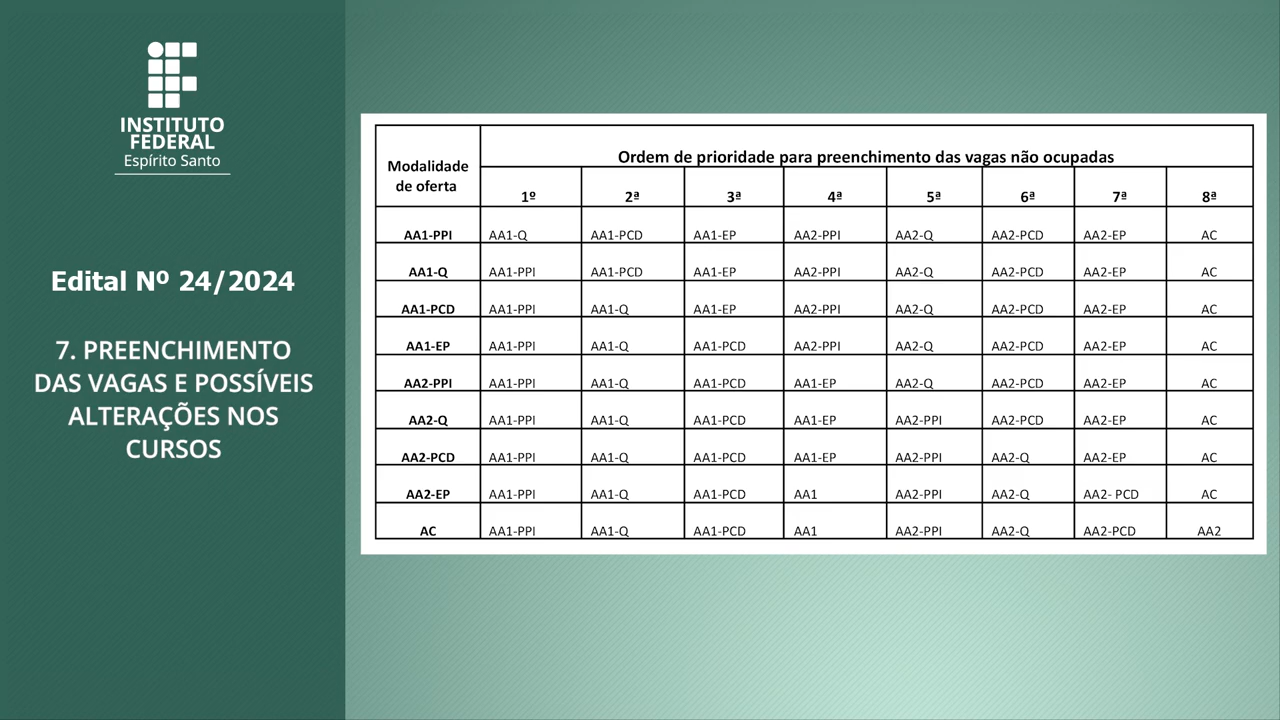 INSTITUTO
FEDERAL
Espírito Santo
Edital Nº 24/2024
7. PREENCHIMENTO
DAS VAGAS E POSSÍVEIS
ALTERAÇÕES NOS
CURSOS
Modalidade
de oferta
Ordem de prioridade para preenchimento das vagas não ocupadas
1º 2ª 3ª 4ª 5ª 6ª 7ª 8ª
AA1-PPI AA1-Q AA1-PCD AA1-EP AA2-PPI AA2-Q AA2-PCD AA2-EP AC
AA1-Q AA1-PPI AA1-PCD AA1-EP AA2-PPI AA2-Q AA2-PCD AA2-EP AC
AA1-PCD AA1-PPI AA1-Q AA1-EP AA2-PPI AA2-Q AA2-PCD AA2-EP AC
AA1-EP AA1-PPI AA1-Q AA1-PCD AA2-PPI AA2-Q AA2-PCD AA2-EP AC
AA2-PPI AA1-PPI AA1-Q AA1-PCD AA1-EP AA2-Q AA2-PCD AA2-EP AC
AA2-Q AA1-PPI AA1-Q AA1-PCD AA1-EP AA2-PPI AA2-PCD AA2-EP AC
AA2-PCD AA1-PPI AA1-Q AA1-PCD AA1-EP AA2-PPI AA2-Q AA2-EP AC
AA2-EP AA1-PPI AA1-Q AA1-PCD AA1 AA2-PPI AA2-Q AA2- PCD AC
AC AA1-PPI AA1-Q AA1-PCD AA1 AA2-PPI AA2-Q AA2-PCD AA2